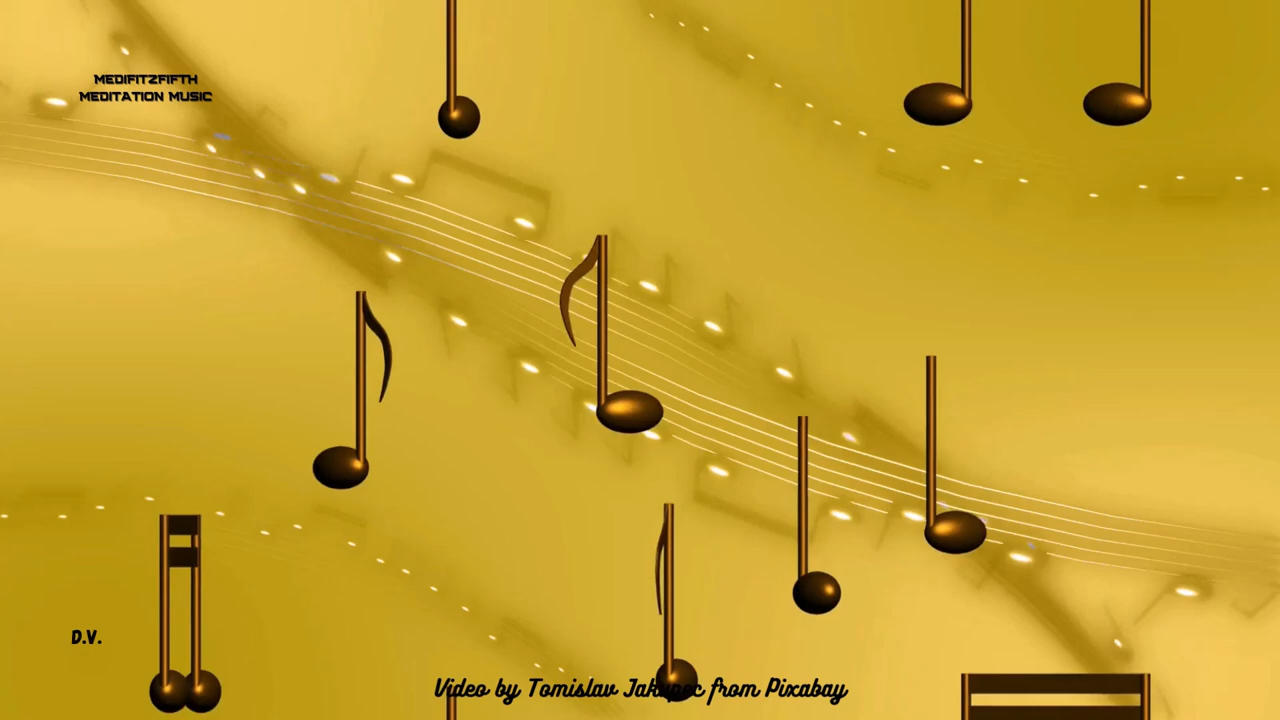 MEDIFITZFIFTH
MEDITATION MUSIC
D.V.
Video by Tomislav Jakupec from Pixabay